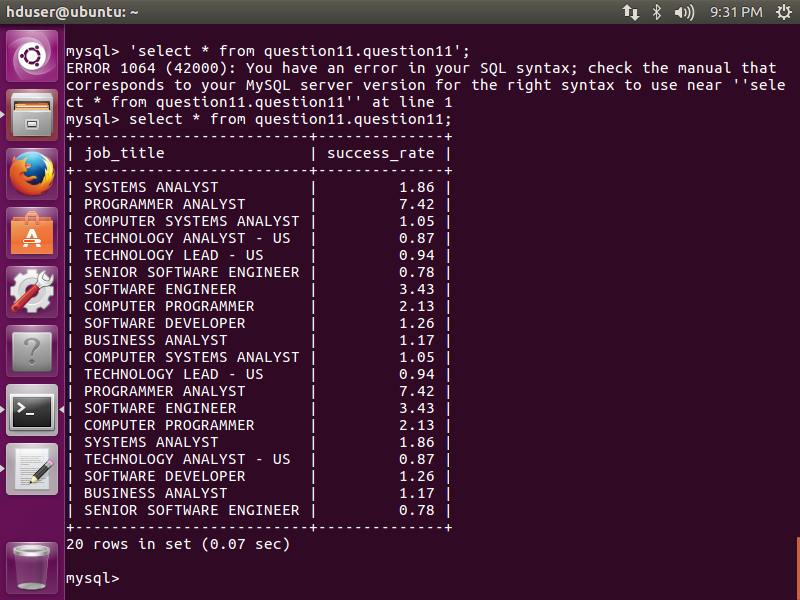 hduser@ubuntu: ~
9:31 PM
mysql> 'select * from question11.question11';
ERROR 1064 (42000): You have an error in your SQL syntax; check the manual that
corresponds to your MySQL server version for the right syntax to use near ''sele
ct * from question11.question11'' at line 1
mysql> select * from question11.question11;
+--------------------------+--------------+
| job_title                | success_rate |
+--------------------------+--------------+
| SYSTEMS ANALYST          |         1.86 |
| PROGRAMMER ANALYST       |         7.42 |
| COMPUTER SYSTEMS ANALYST |         1.05 |
| TECHNOLOGY ANALYST - US  |         0.87 |
| TECHNOLOGY LEAD - US     |         0.94 |
| SENIOR SOFTWARE ENGINEER |         0.78 |
| SOFTWARE ENGINEER        |         3.43 |
| COMPUTER PROGRAMMER      |         2.13 |
| SOFTWARE DEVELOPER       |         1.26 |
| BUSINESS ANALYST         |         1.17 |
| COMPUTER SYSTEMS ANALYST |         1.05 |
| TECHNOLOGY LEAD - US     |         0.94 |
| PROGRAMMER ANALYST       |         7.42 |
| SOFTWARE ENGINEER        |         3.43 |
| COMPUTER PROGRAMMER      |         2.13 |
| SYSTEMS ANALYST          |         1.86 |
| TECHNOLOGY ANALYST - US  |         0.87 |
| SOFTWARE DEVELOPER       |         1.26 |
| BUSINESS ANALYST         |         1.17 |
| SENIOR SOFTWARE ENGINEER |         0.78 |
+--------------------------+--------------+
20 rows in set (0.07 sec)
mysql>